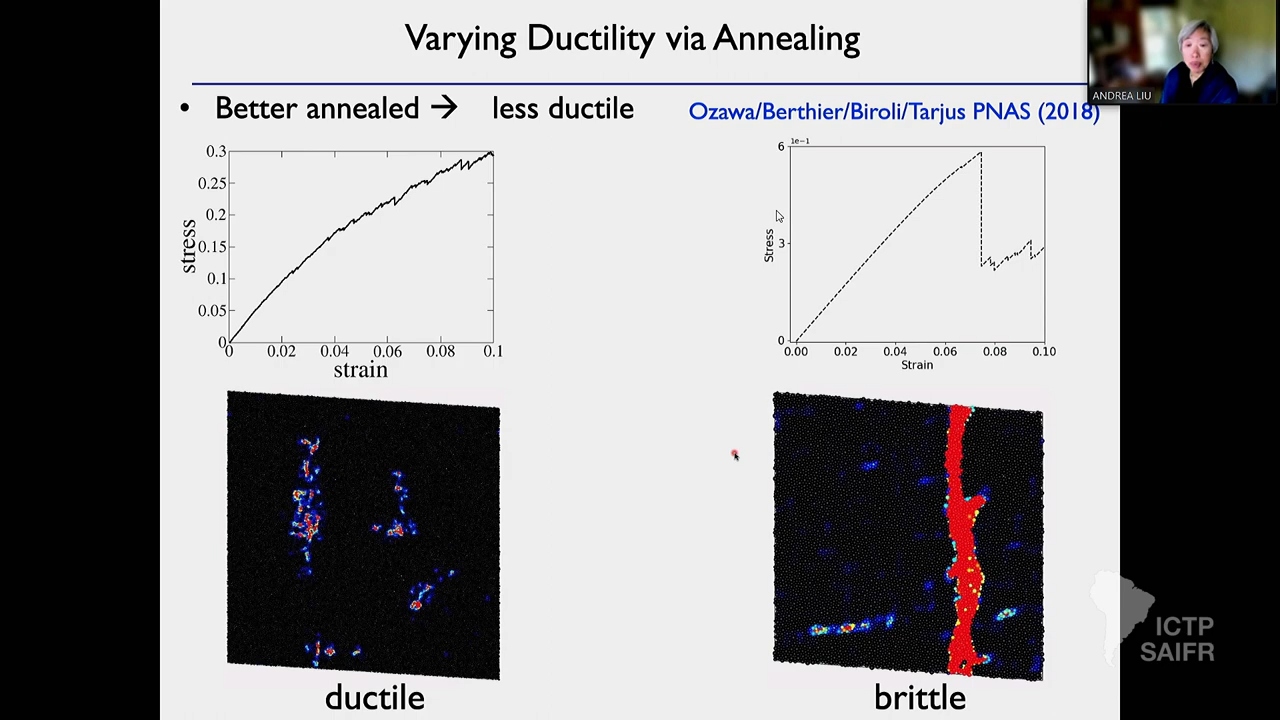 Varying Ductility via Annealing
ANDREA LIU
• Better annealed → less ductile
Ozawa/Berthier/Biroli/Tarjus PNAS (2018)
0.3
0.25
0.2
0.15
0.1
0.05
0
stress
0 0.02 0.04 0.06 0.08 0.1
strain
6 1e-1
3
0
Stress
0.00 0.02 0.04 0.06 0.08 0.10
Strain
ductile
brittle
ICTP
SAIFR